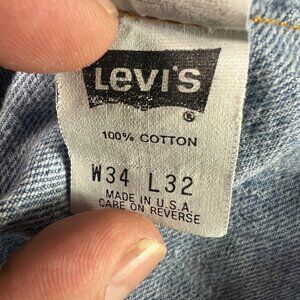 LEVI'S
®
100% COTTON
W34 L32
MADE IN U.S.A.
CARE ON REVERSE